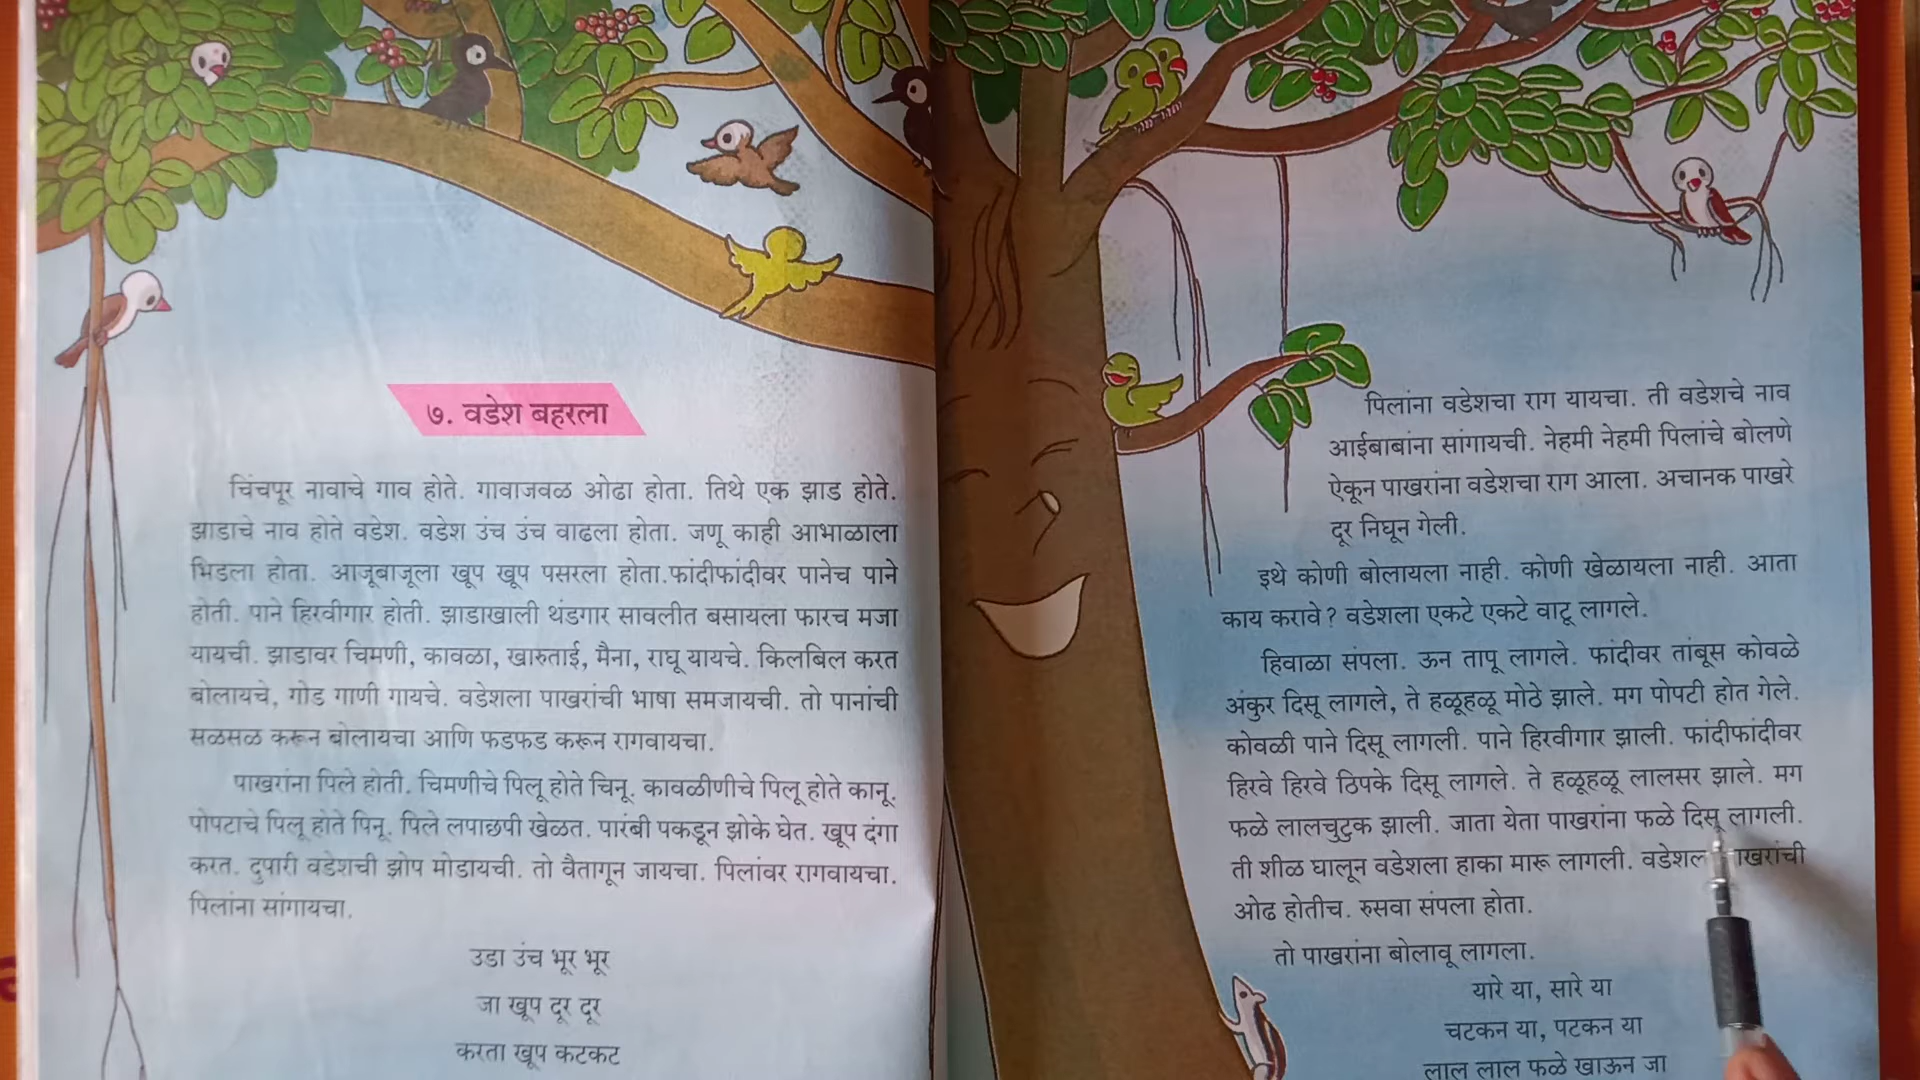 ७. वडेश बहरला
चिंचपूर नावाचे गाव होते. गावाजवळ ओढा होता. तिथे एक झाड होते.
झाडाचे नाव होते वडेश. वडेश उंच उंच वाढला होता. जणू काही आभाळाला
भिडला होता. आजूबाजूला खूप खूप पसरला होता.फांदीफांदीवर पानेच पाने
होती. पाने हिरवीगार होती. झाडाखाली थंडगार सावलीत बसायला फारच मजा
यायची. झाडावर चिमणी, कावळा, खारुताई, मैना, राघू यायचे. किलबिल करत
बोलायचे, गोड गाणी गायचे. वडेशला पाखरांची भाषा समजायची. तो पानांची
सळसळ करून बोलायचा आणि फडफड करून रागवायचा.
पाखरांना पिले होती. चिमणीचे पिलू होते चिनू. कावळीणीचे पिलू होते कानू.
पोपटाचे पिलू होते पिनू. पिले लपाछपी खेळत. पारंबी पकडून झोके घेत. खूप दंगा
करत. दुपारी वडेशची झोप मोडायची. तो वैतागून जायचा. पिलांवर रागवायचा.
पिलांना सांगायचा.
उडा उंच भूर भूर
जा खूप दूर दूर
करता खूप कटकट
पिलांना वडेशचा राग यायचा. ती वडेशचे नाव
आईबाबांना सांगायची. नेहमी नेहमी पिलांचे बोलणे
ऐकून पाखरांना वडेशचा राग आला. अचानक पाखरे
दूर निघून गेली.
इथे कोणी बोलायला नाही. कोणी खेळायला नाही. आता
काय करावे? वडेशला एकटे एकटे वाटू लागले.
हिवाळा संपला. ऊन तापू लागले. फांदीवर तांबूस कोवळे
अंकुर दिसू लागले, ते हळूहळू मोठे झाले. मग पोपटी होत गेले.
कोवळी पाने दिसू लागली. पाने हिरवीगार झाली. फांदीफांदीवर
हिरवे हिरवे ठिपके दिसू लागले. ते हळूहळू लालसर झाले. मग
फळे लालचुटुक झाली. जाता येता पाखरांना फळे दिसू लागली.
ती शीळ घालून वडेशला हाका मारू लागली.
ओढ होतीच. रुसवा संपला होता.
तो पाखरांना बोलावू लागला.
यारे या, सारे या
चटकन या, पटकन या
लाल लाल फळे खाऊन जा